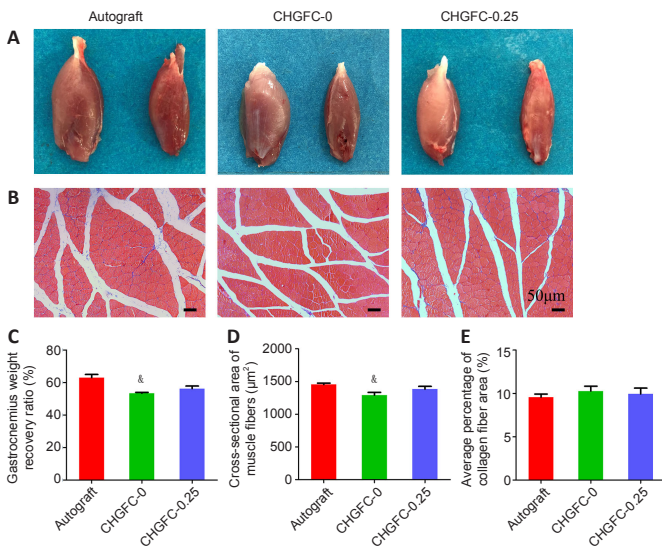 Autograft CHGFC-0 CHGFC-0.25
A
B
50μm
C D E
Gastrocnemius weight
recovery ratio (%)
80
60
40
20
0
&
Autograft
CHGFC-0
CHGFC-0.25
Cross-sectional area of
muscle fibers (μm²)
2000
1500
1000
500
0
&
Autograft
CHGFC-0
CHGFC-0.25
Average percentage of
collagen fiber area (%)
15
10
5
0
Autograft
CHGFC-0
CHGFC-0.25